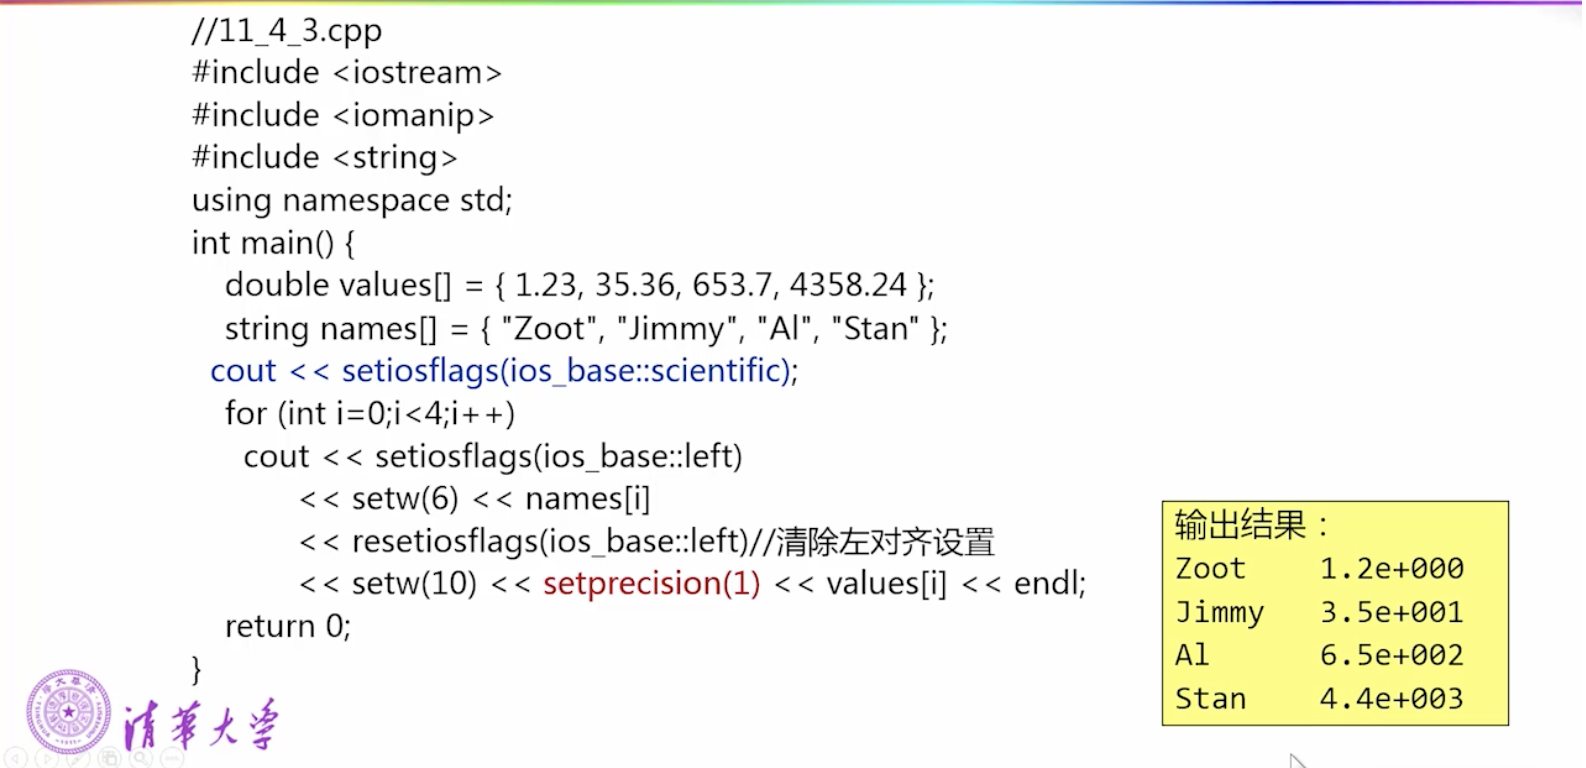 //11_4_3.cpp
#include <iostream>
#include <iomanip>
#include <string>
using namespace std;
int main() {
double values[] = { 1.23, 35.36, 653.7, 4358.24 };
string names[] = { "Zoot", "Jimmy", "Al", "Stan" };
cout << setiosflags(ios_base::scientific);
for (int i=0;i<4;i++)
cout << setiosflags(ios_base::left)
<< setw(6) << names[i]
<< resetiosflags(ios_base::left)//清除左对齐设置
<< setw(10) << setprecision(1) << values[i] << endl;
return 0;
}
输出结果：
Zoot 1.2e+000
Jimmy 3.5e+001
Al 6.5e+002
Stan 4.4e+003
清華大学